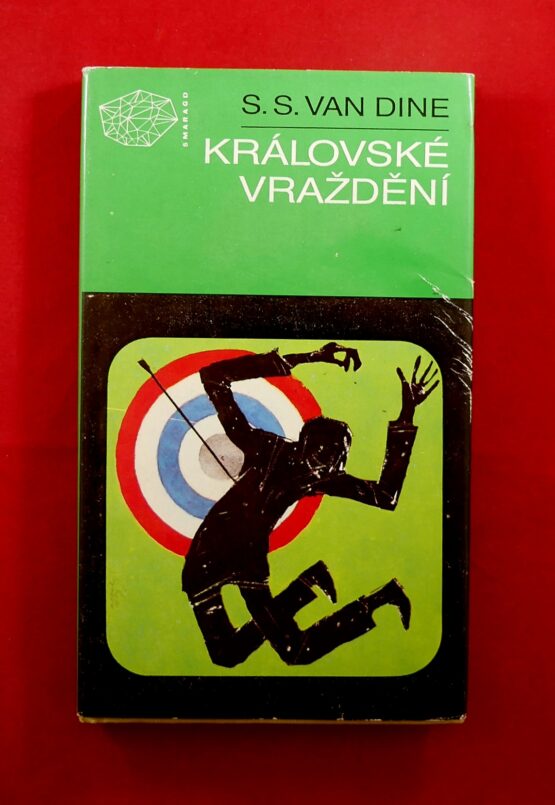 SMARAGD
S. S. VAN DINE
KRÁLOVSKÉ
VRAŽDĚNÍ